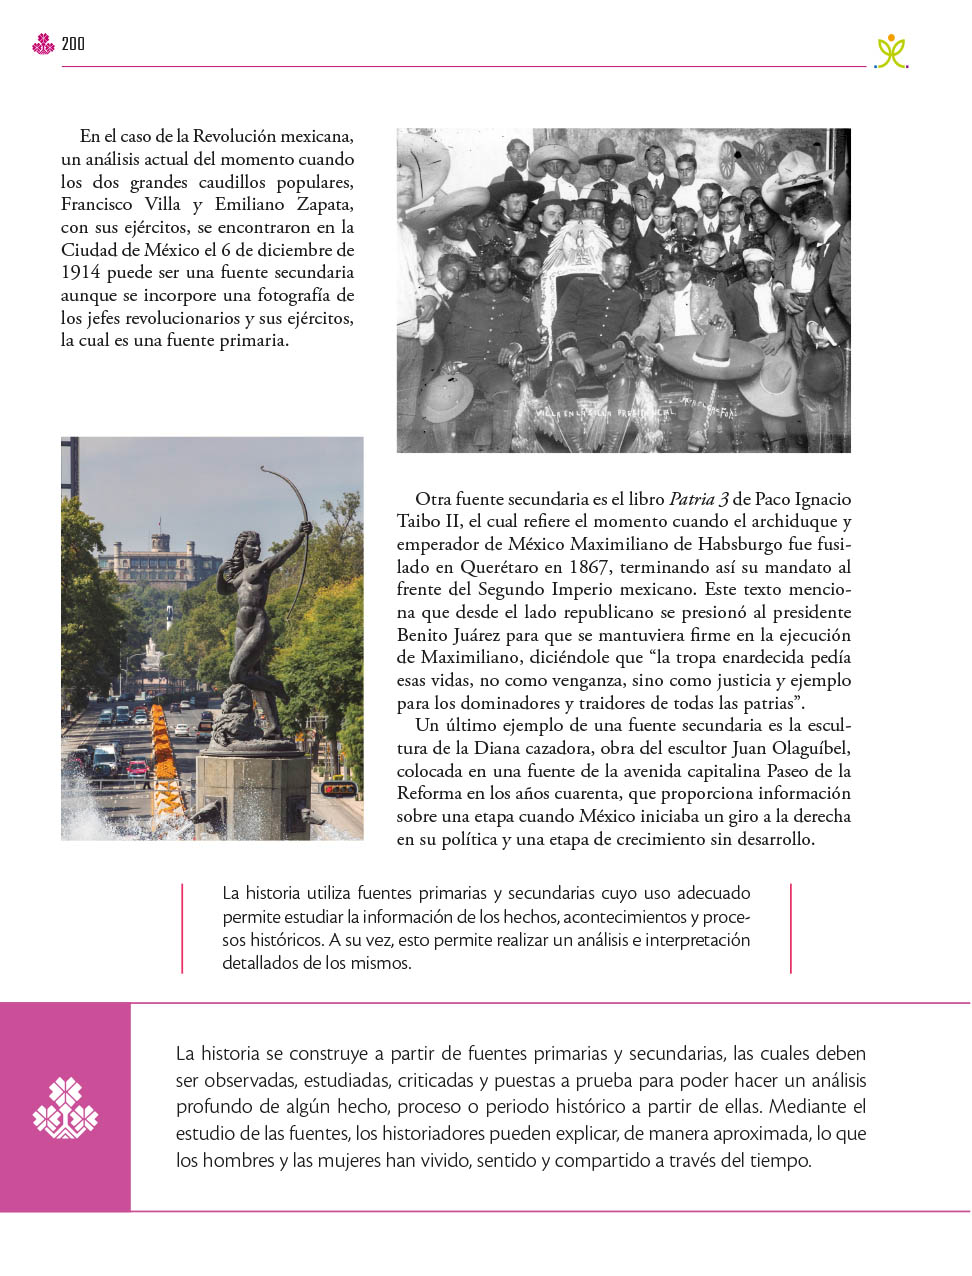 200
En el caso de la Revolución mexicana,
un análisis actual del momento cuando
los dos grandes caudillos populares,
Francisco Villa y Emiliano Zapata,
con sus ejércitos, se encontraron en la
Ciudad de México el 6 de diciembre de
1914 puede ser una fuente secundaria
aunque se incorpore una fotografía de
los jefes revolucionarios y sus ejércitos,
la cual es una fuente primaria.
VILLA EN LA SILLA PRESIDENCIAL
Otra fuente secundaria es el libro Patria 3 de Paco Ignacio
Taibo II, el cual refiere el momento cuando el archiduque y
emperador de México Maximiliano de Habsburgo fue fusi-
lado en Querétaro en 1867, terminando así su mandato al
frente del Segundo Imperio mexicano. Este texto mencio-
na que desde el lado republicano se presionó al presidente
Benito Juárez para que se mantuviera firme en la ejecución
de Maximiliano, diciéndole que “la tropa enardecida pedía
esas vidas, no como venganza, sino como justicia y ejemplo
para los dominadores y traidores de todas las patrias”.
Un último ejemplo de una fuente secundaria es la escul-
tura de la Diana cazadora, obra del escultor Juan Olaguíbel,
colocada en una fuente de la avenida capitalina Paseo de la
Reforma en los años cuarenta, que proporciona información
sobre una etapa cuando México iniciaba un giro a la derecha
en su política y una etapa de crecimiento sin desarrollo.
La historia utiliza fuentes primarias y secundarias cuyo uso adecuado
permite estudiar la información de los hechos, acontecimientos y proce-
sos históricos. A su vez, esto permite realizar un análisis e interpretación
detallados de los mismos.
La historia se construye a partir de fuentes primarias y secundarias, las cuales deben
ser observadas, estudiadas, criticadas y puestas a prueba para poder hacer un análisis
profundo de algún hecho, proceso o periodo histórico a partir de ellas. Mediante el
estudio de las fuentes, los historiadores pueden explicar, de manera aproximada, lo que
los hombres y las mujeres han vivido, sentido y compartido a través del tiempo.